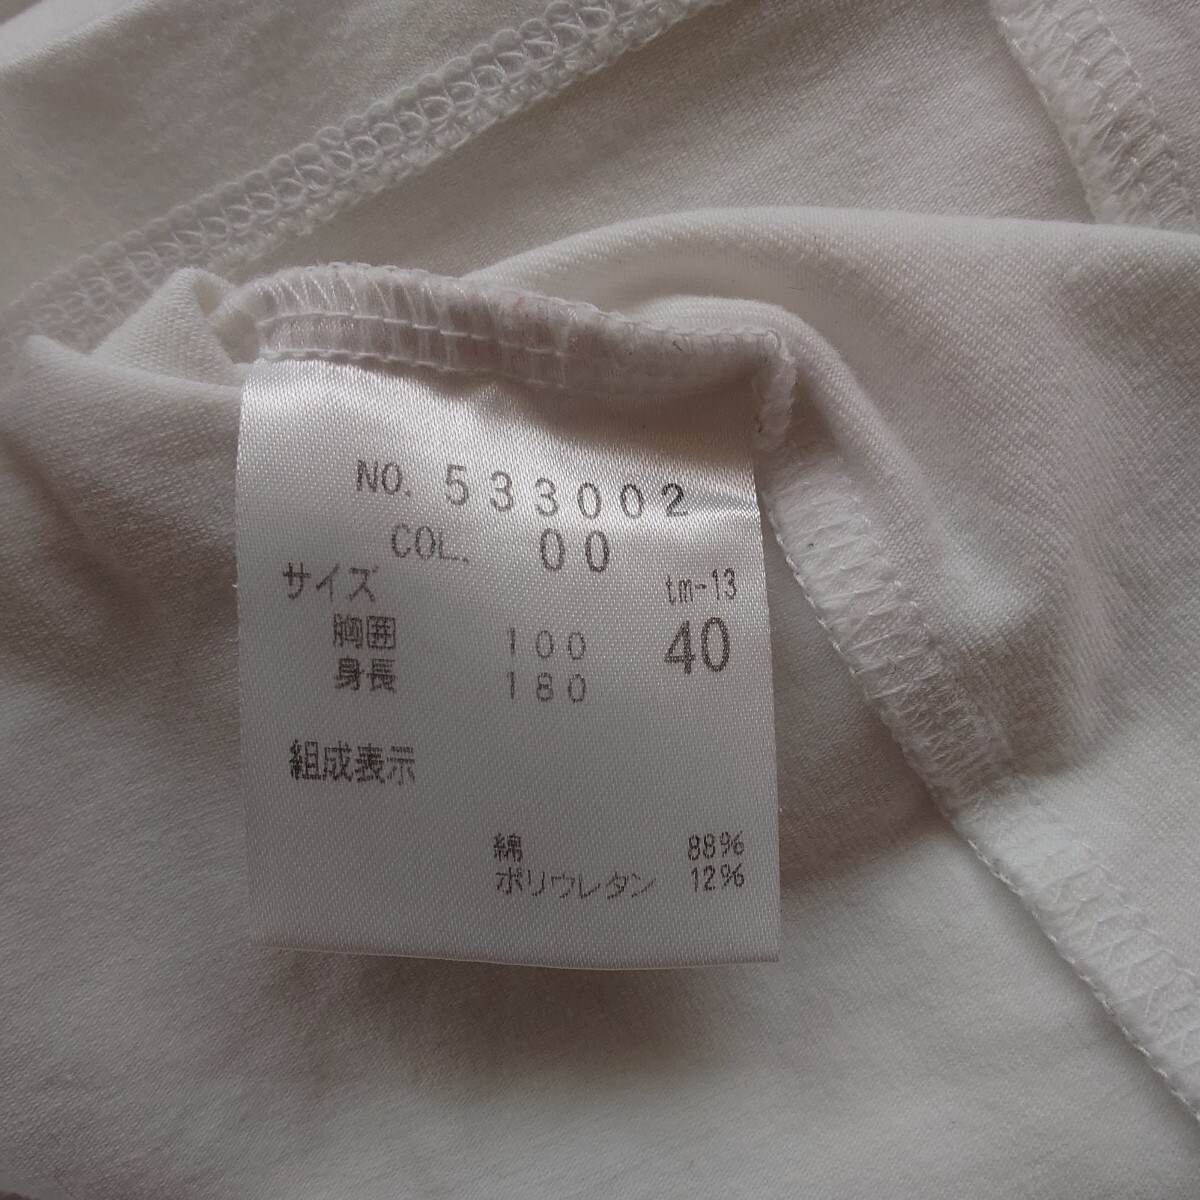 NO. 533002
COL. 00
サイズ tm-13
胸囲 100 40
身長 180
組成表示
綿 88%
ポリウレタン 12%